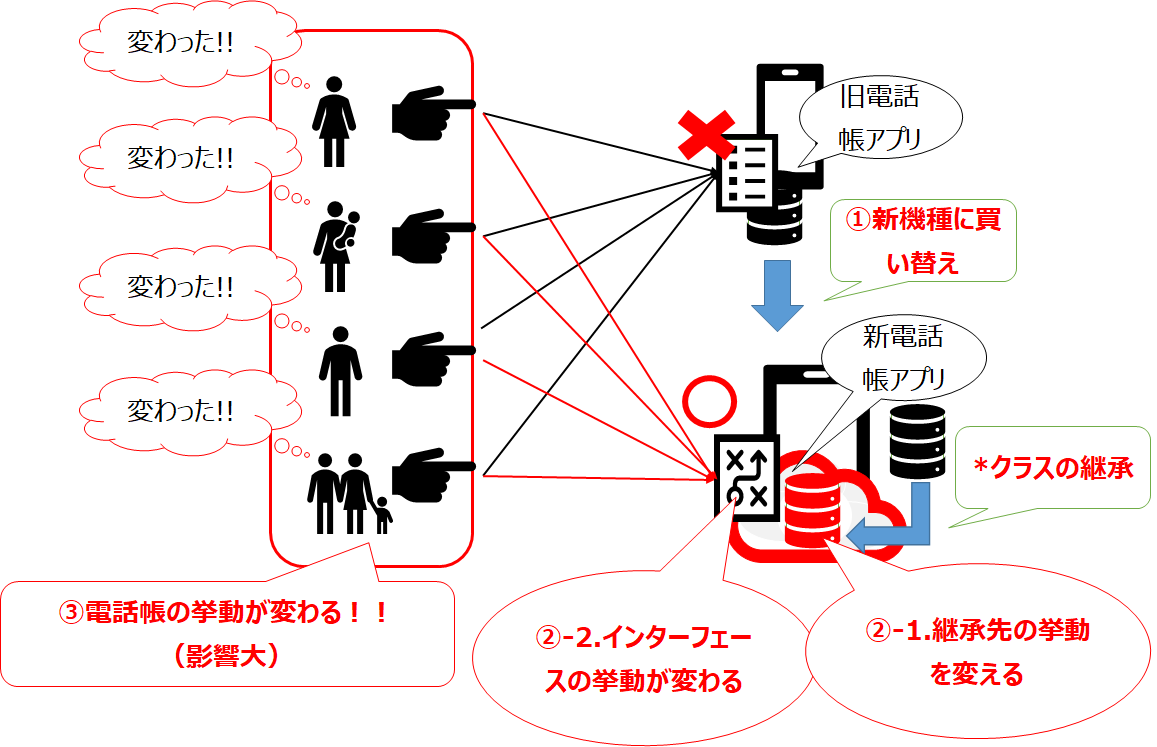 変わった!!
旧電話
帳アプリ
変わった!!
①新機種に買
い替え
変わった!!
新電話
帳アプリ
変わった!!
*クラスの継承
③電話帳の挙動が変わる！！
（影響大）
②-2.インターフェー
スの挙動が変わる
②-1.継承先の挙動
を変える